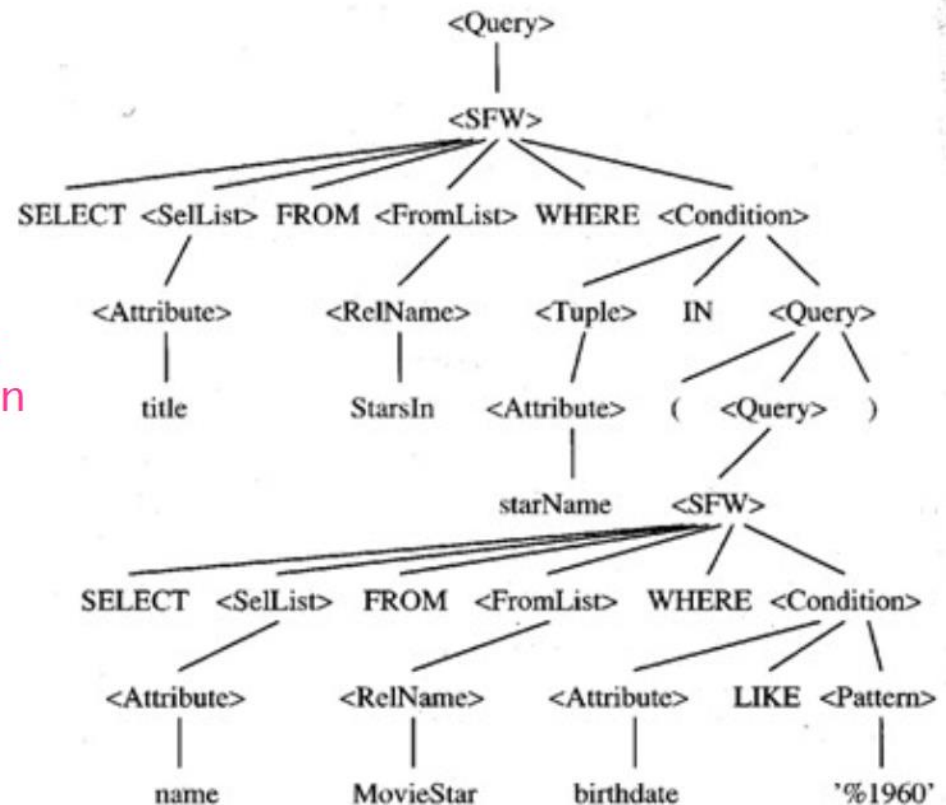 <Query>
<SFW>
SELECT <SelList> FROM <FromList> WHERE <Condition>
<Attribute> <RelName> <Tuple> IN <Query>
n
title StarsIn <Attribute> ( <Query> )
starName <SFW>
SELECT <SelList> FROM <FromList> WHERE <Condition>
<Attribute> <RelName> <Attribute> LIKE <Pattern>
name MovieStar birthdate '%1960'